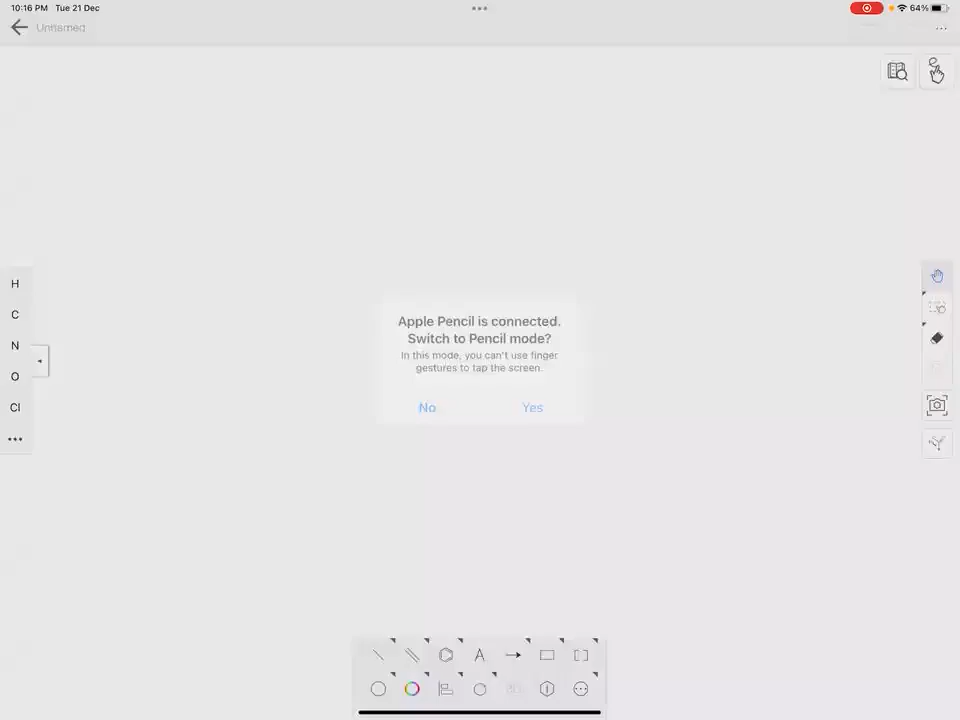 10:16 PM Tue 21 Dec
64%
Unnamed
H
C
N
O
Cl
Apple Pencil is connected.
Switch to Pencil mode?
In this mode, you can't use finger
gestures to tap the screen.
No Yes
A